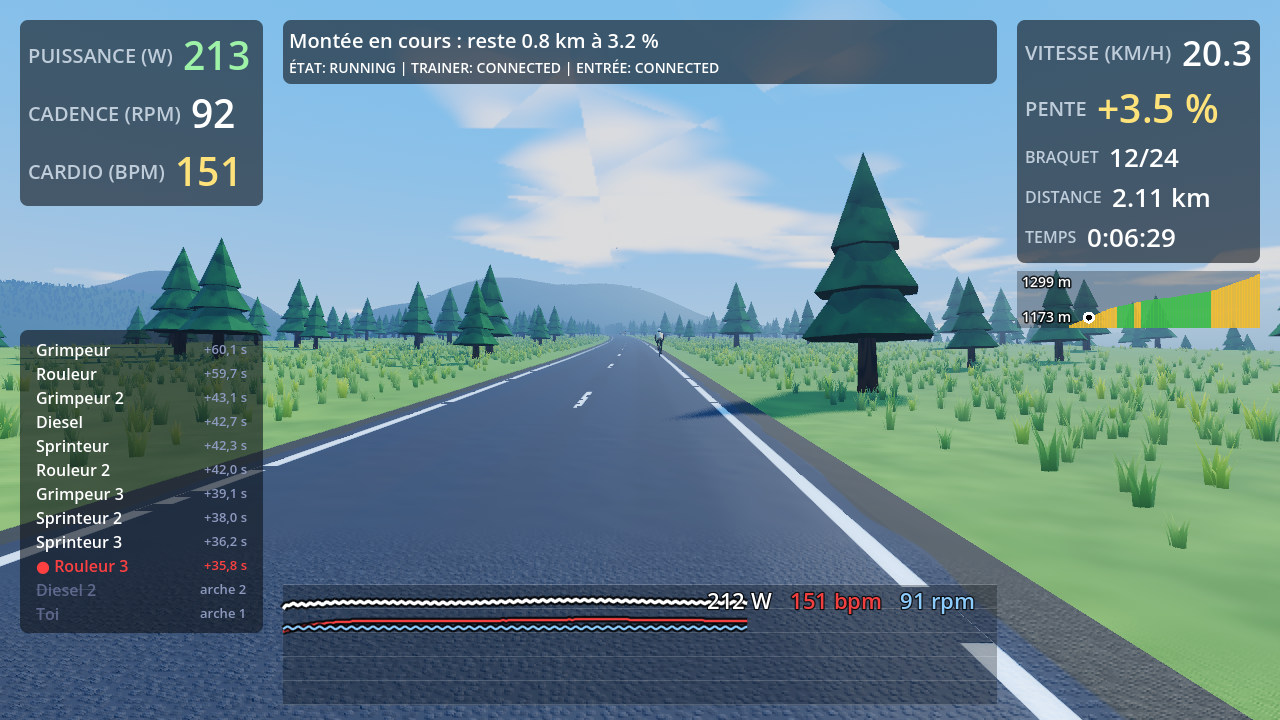 PUISSANCE (W) 213
CADENCE (RPM) 92
CARDIO (BPM) 151
Montée en cours : reste 0.8 km à 3.2 %
ÉTAT: RUNNING | TRAINER: CONNECTED | ENTRÉE: CONNECTED
VITESSE (KM/H) 20.3
PENTE +3.5 %
BRAQUET 12/24
DISTANCE 2.11 km
TEMPS 0:06:29
1299 m
1173 m
Grimpeur +60,1 s
Rouleur +59,7 s
Grimpeur 2 +43,1 s
Diesel +42,7 s
Sprinteur +42,3 s
Rouleur 2 +42,0 s
Grimpeur 3 +39,1 s
Sprinteur 2 +38,0 s
Sprinteur 3 +36,2 s
Rouleur 3 +35,8 s
Diesel 2 arche 2
Toi arche 1
212 W 151 bpm 91 rpm